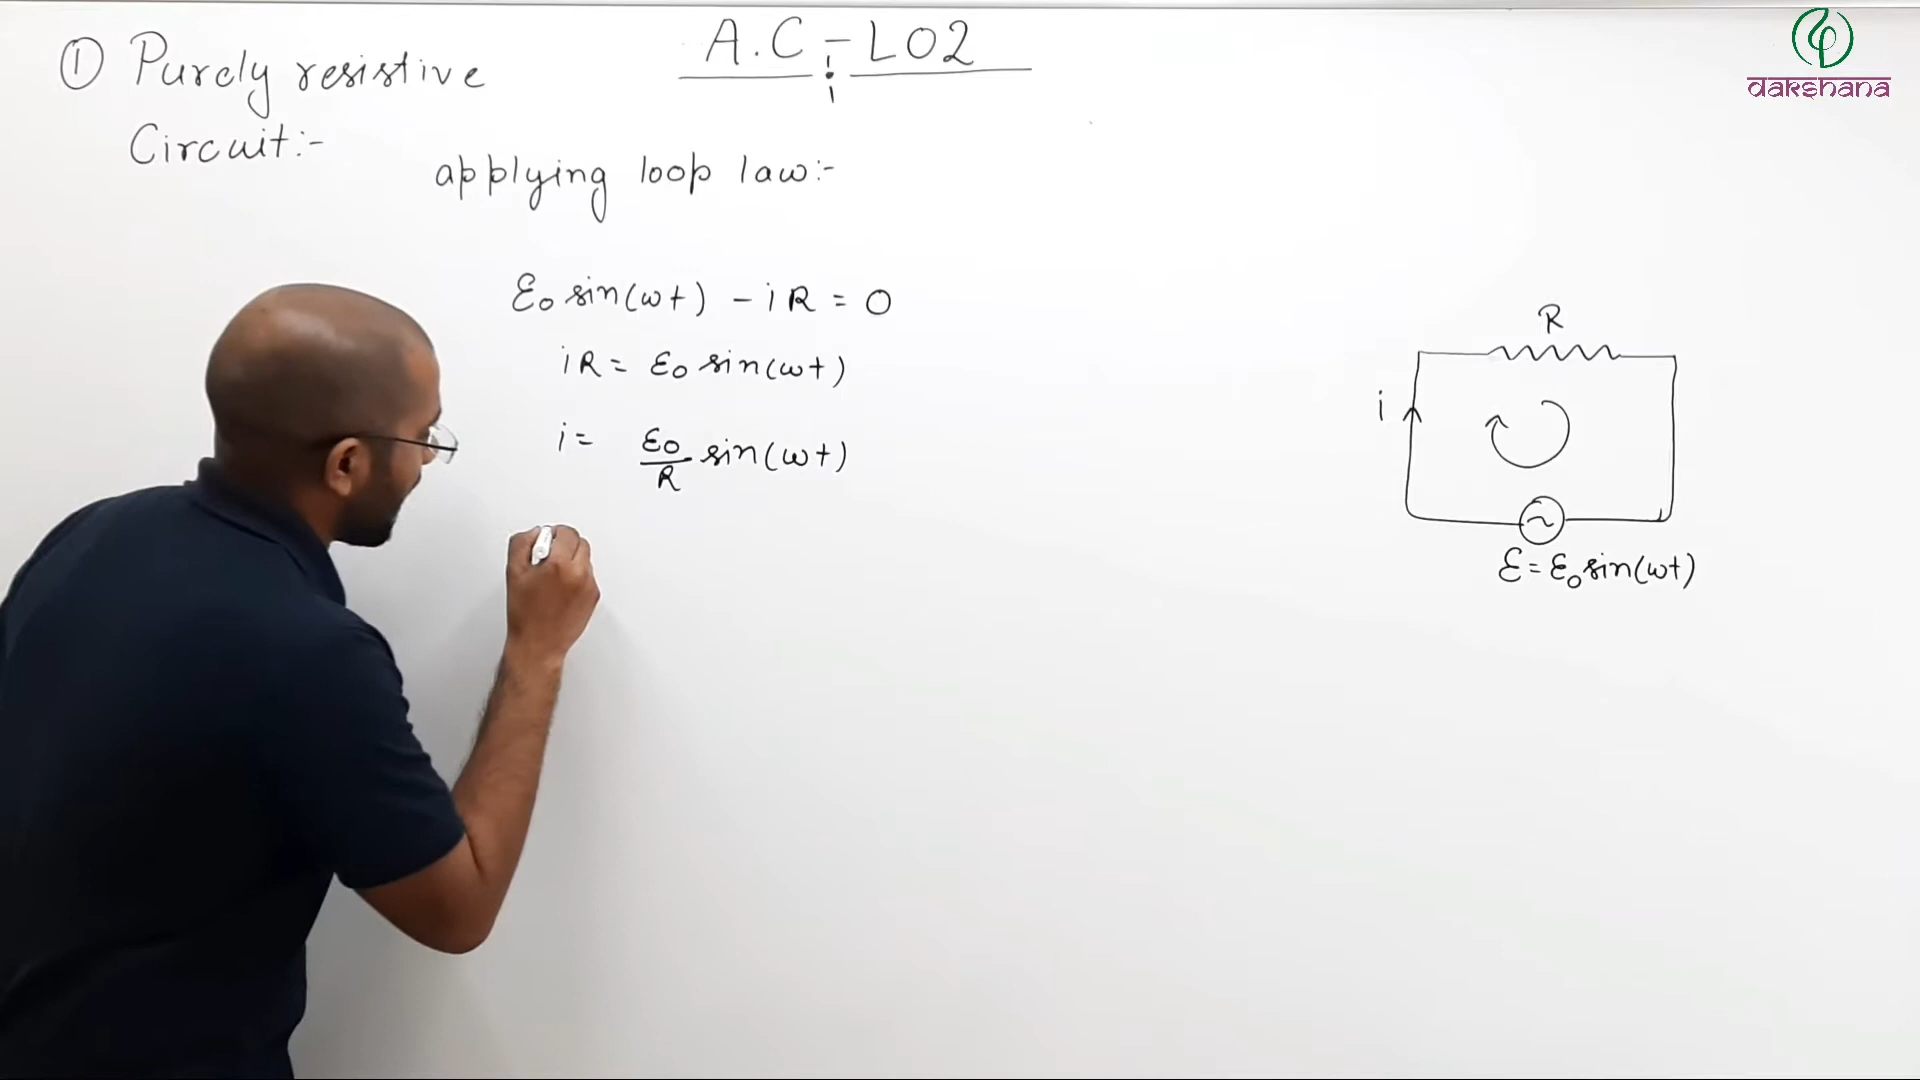 A.C - L02
① Purely resistive
Circuit:-
applying loop law:-
ε₀ sin(ωt) - iR = 0
iR = ε₀ sin(ωt)
i = ε₀/R sin(ωt)
R
i
~
ε = ε₀ sin(ωt)
dakshana